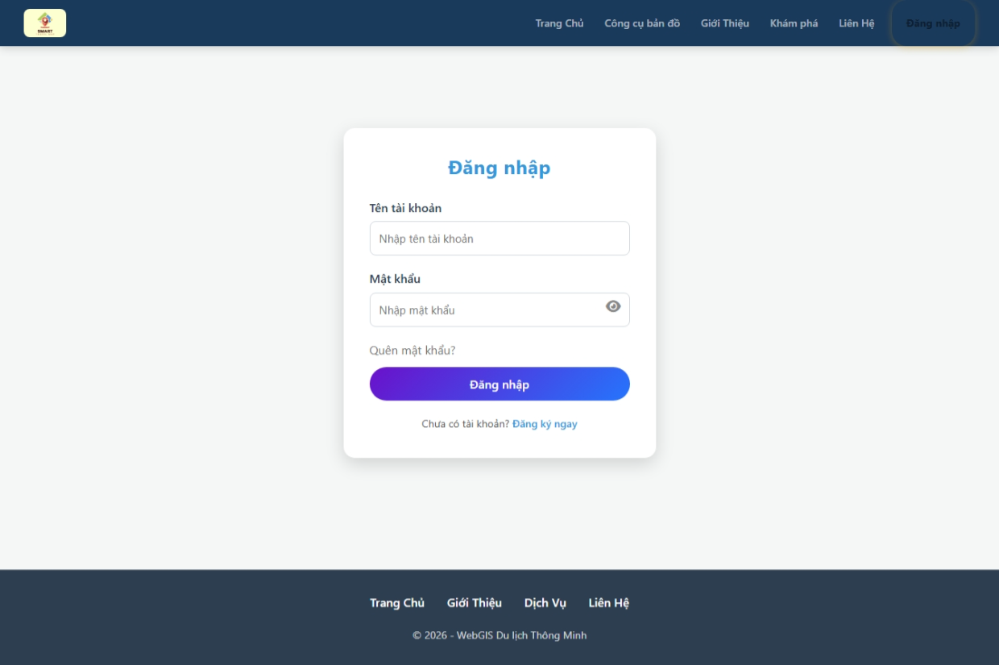 SMART
Trang Chủ Công cụ bản đồ Giới Thiệu Khám phá Liên Hệ Đăng nhập
Đăng nhập
Tên tài khoản
Nhập tên tài khoản
Mật khẩu
Nhập mật khẩu
Quên mật khẩu?
Đăng nhập
Chưa có tài khoản? Đăng ký ngay
Trang Chủ Giới Thiệu Dịch Vụ Liên Hệ
© 2026 - WebGIS Du lịch Thông Minh